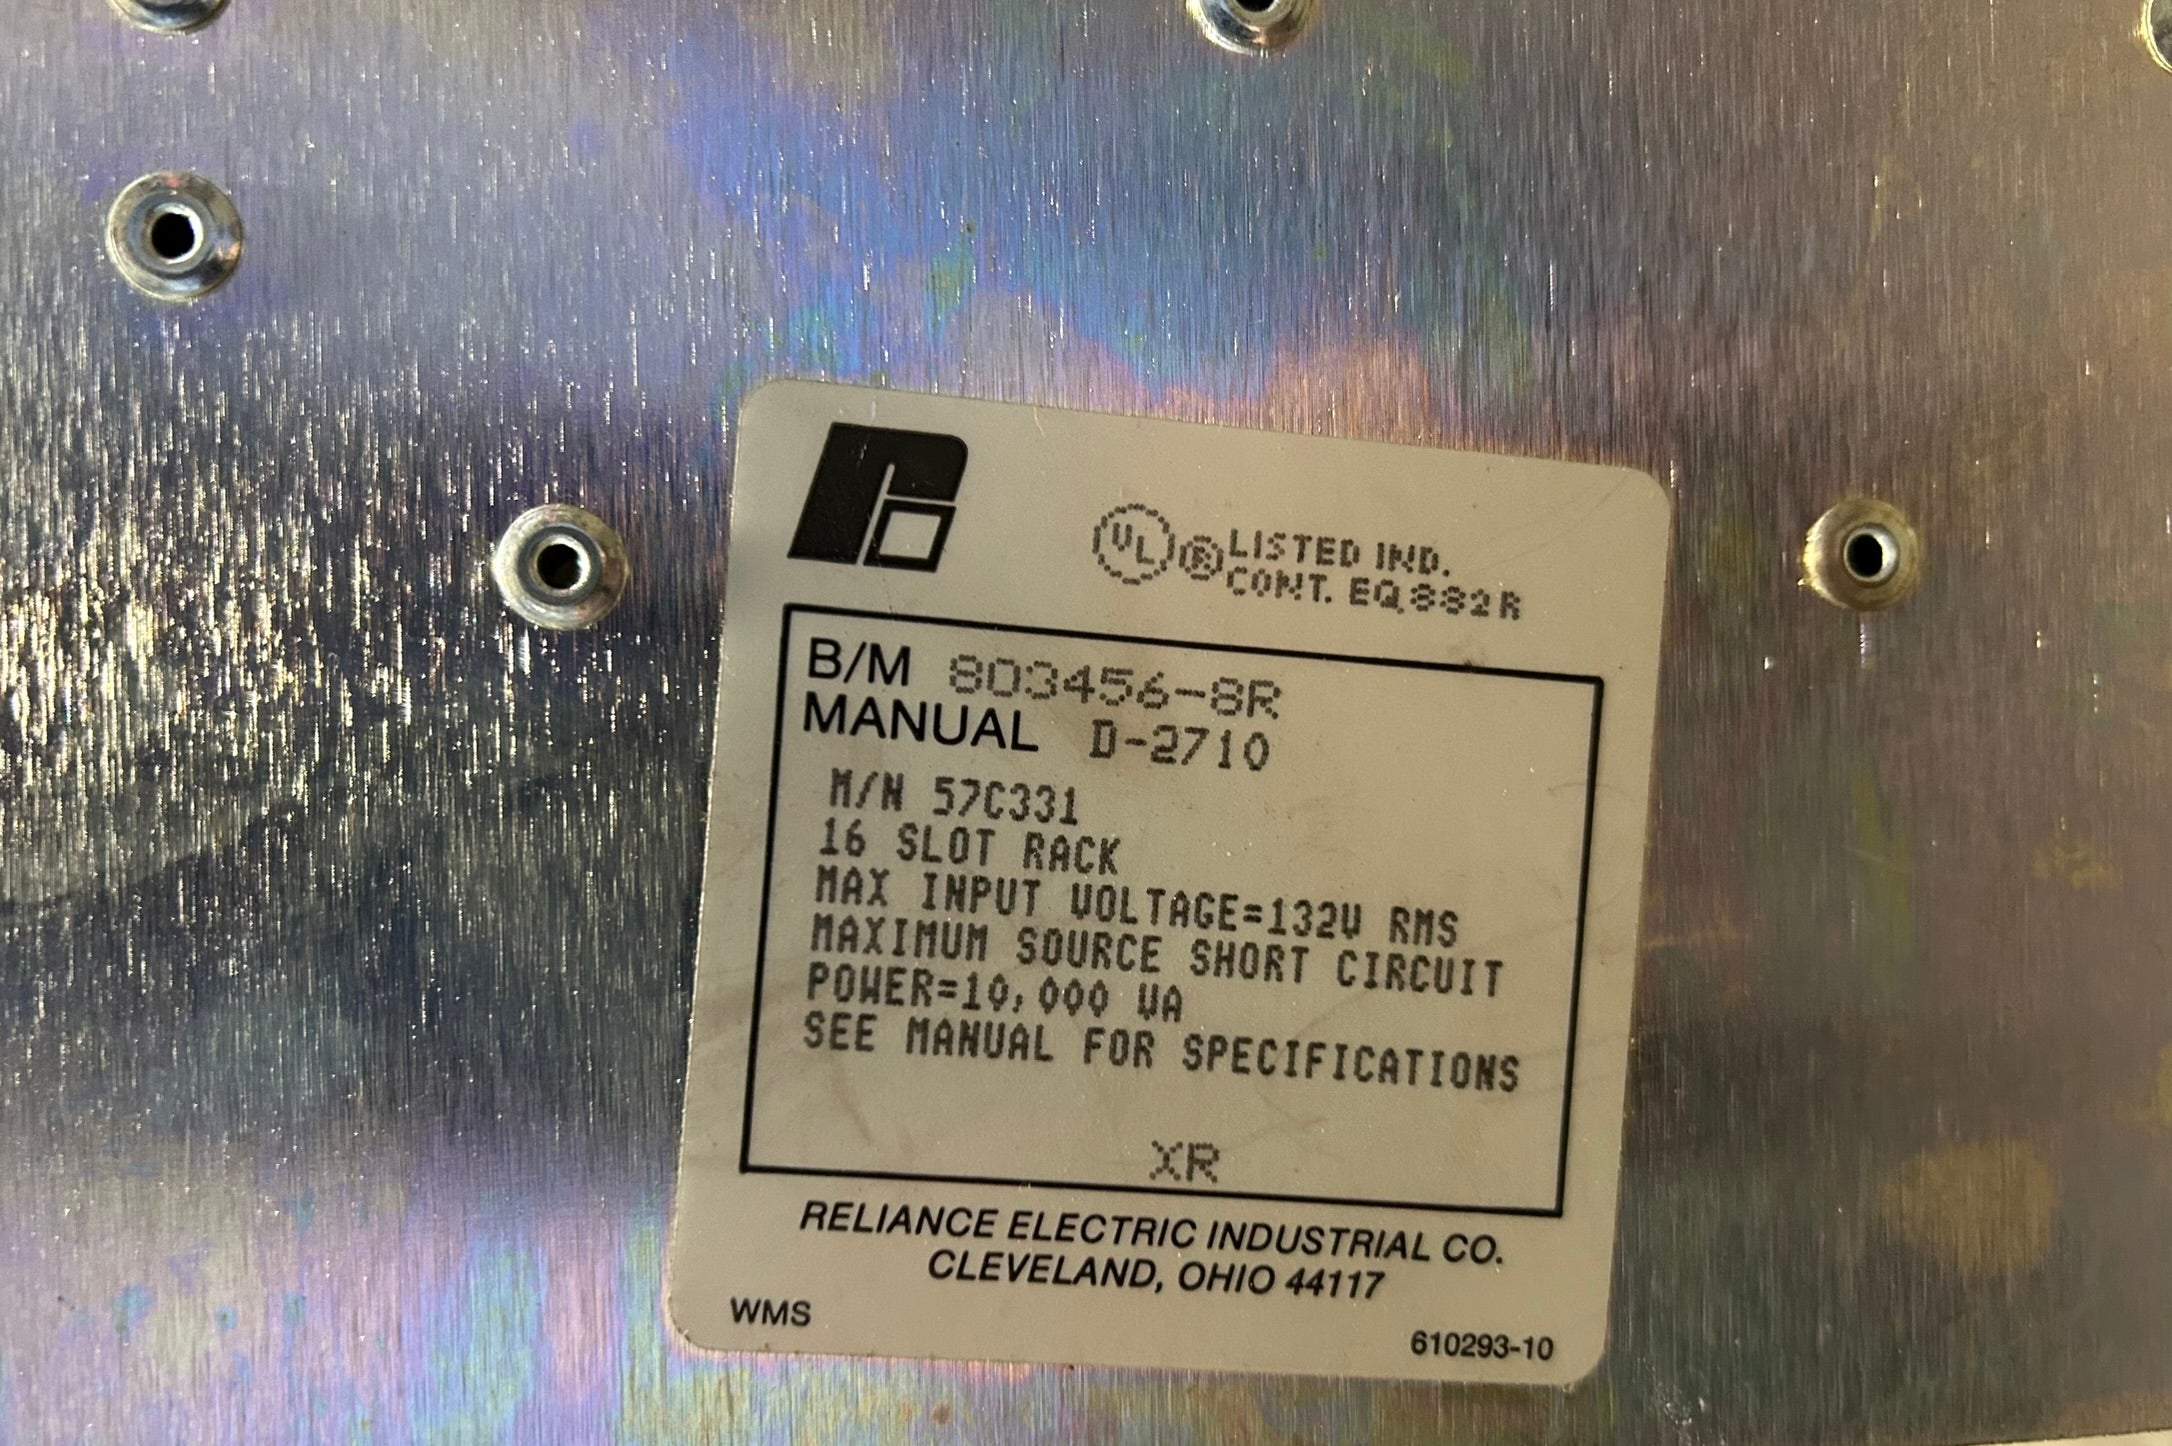 UL ® LISTED IND.
CONT. EQ.882R
B/M 803456-8R
MANUAL D-2710
M/N 57C331
16 SLOT RACK
MAX INPUT VOLTAGE=132V RMS
MAXIMUM SOURCE SHORT CIRCUIT
POWER=10,000 VA
SEE MANUAL FOR SPECIFICATIONS
XR
RELIANCE ELECTRIC INDUSTRIAL CO.
CLEVELAND, OHIO 44117
WMS
610293-10